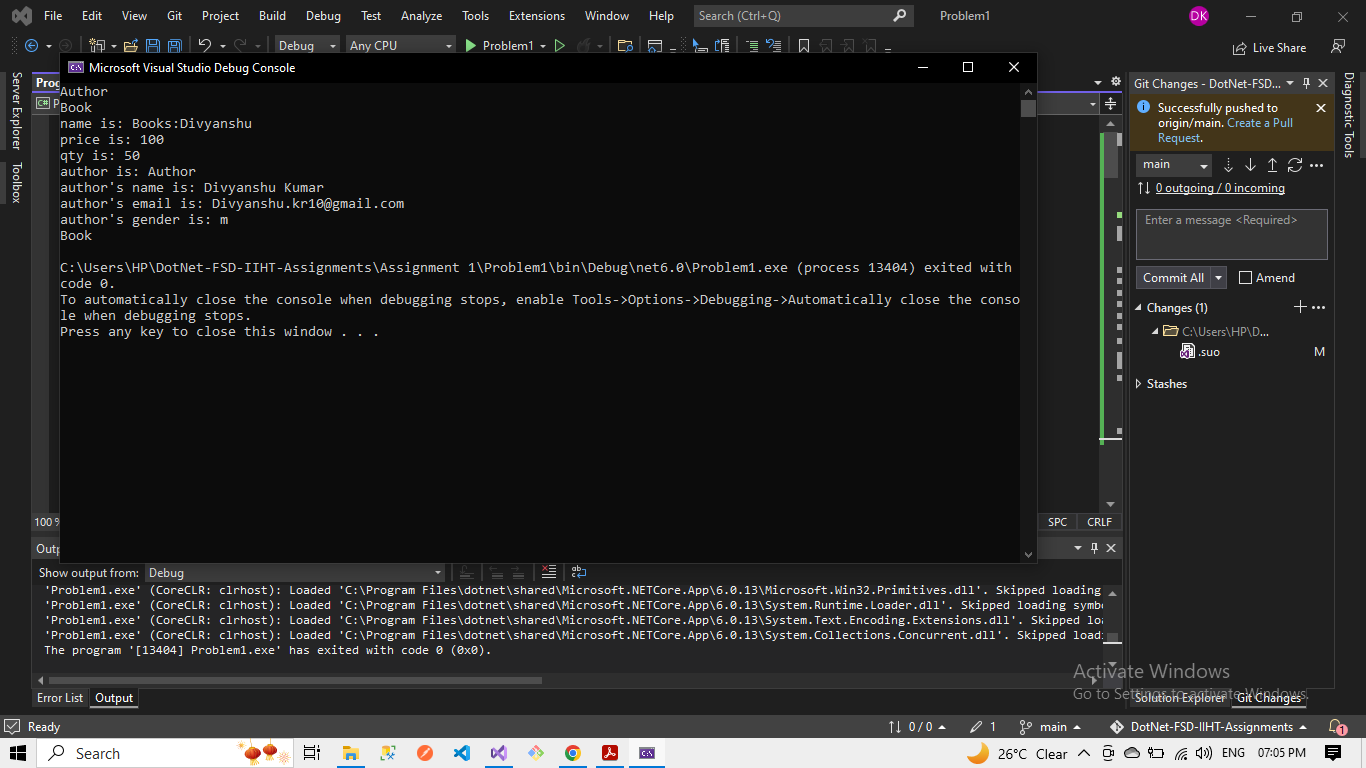 File Edit View Git Project Build Debug Test Analyze Tools Extensions Window Help Search (Ctrl+Q) Problem1 DK
Debug Any CPU Problem1 Live Share
Microsoft Visual Studio Debug Console
Author
Book
name is: Books:Divyanshu
price is: 100
qty is: 50
author is: Author
author's name is: Divyanshu Kumar
author's email is: Divyanshu.kr10@gmail.com
author's gender is: m
Book
C:\Users\HP\DotNet-FSD-IIHT-Assignments\Assignment 1\Problem1\bin\Debug\net6.0\Problem1.exe (process 13404) exited with
code 0.
To automatically close the console when debugging stops, enable Tools->Options->Debugging->Automatically close the conso
le when debugging stops.
Press any key to close this window . . .
Server Explorer
Toolbox
Prog
C# P
100 %
SPC CRLF
Git Changes - DotNet-FSD...
Successfully pushed to
origin/main. Create a Pull
Request.
main
0 outgoing / 0 incoming
Enter a message <Required>
Commit All Amend
Changes (1)
C:\Users\HP\D...
.suo M
Stashes
Diagnostic Tools
Outp
Show output from: Debug
'Problem1.exe' (CoreCLR: clrhost): Loaded 'C:\Program Files\dotnet\shared\Microsoft.NETCore.App\6.0.13\Microsoft.Win32.Primitives.dll'. Skipped loading
'Problem1.exe' (CoreCLR: clrhost): Loaded 'C:\Program Files\dotnet\shared\Microsoft.NETCore.App\6.0.13\System.Runtime.Loader.dll'. Skipped loading symb
'Problem1.exe' (CoreCLR: clrhost): Loaded 'C:\Program Files\dotnet\shared\Microsoft.NETCore.App\6.0.13\System.Text.Encoding.Extensions.dll'. Skipped loa
'Problem1.exe' (CoreCLR: clrhost): Loaded 'C:\Program Files\dotnet\shared\Microsoft.NETCore.App\6.0.13\System.Collections.Concurrent.dll'. Skipped loadi
The program '[13404] Problem1.exe' has exited with code 0 (0x0).
Activate Windows
Go to Settings to activate Windows.
Error List Output
Solution Explorer Git Changes
Ready 0 / 0 1 main DotNet-FSD-IIHT-Assignments 1
Search 26°C Clear ENG 07:05 PM